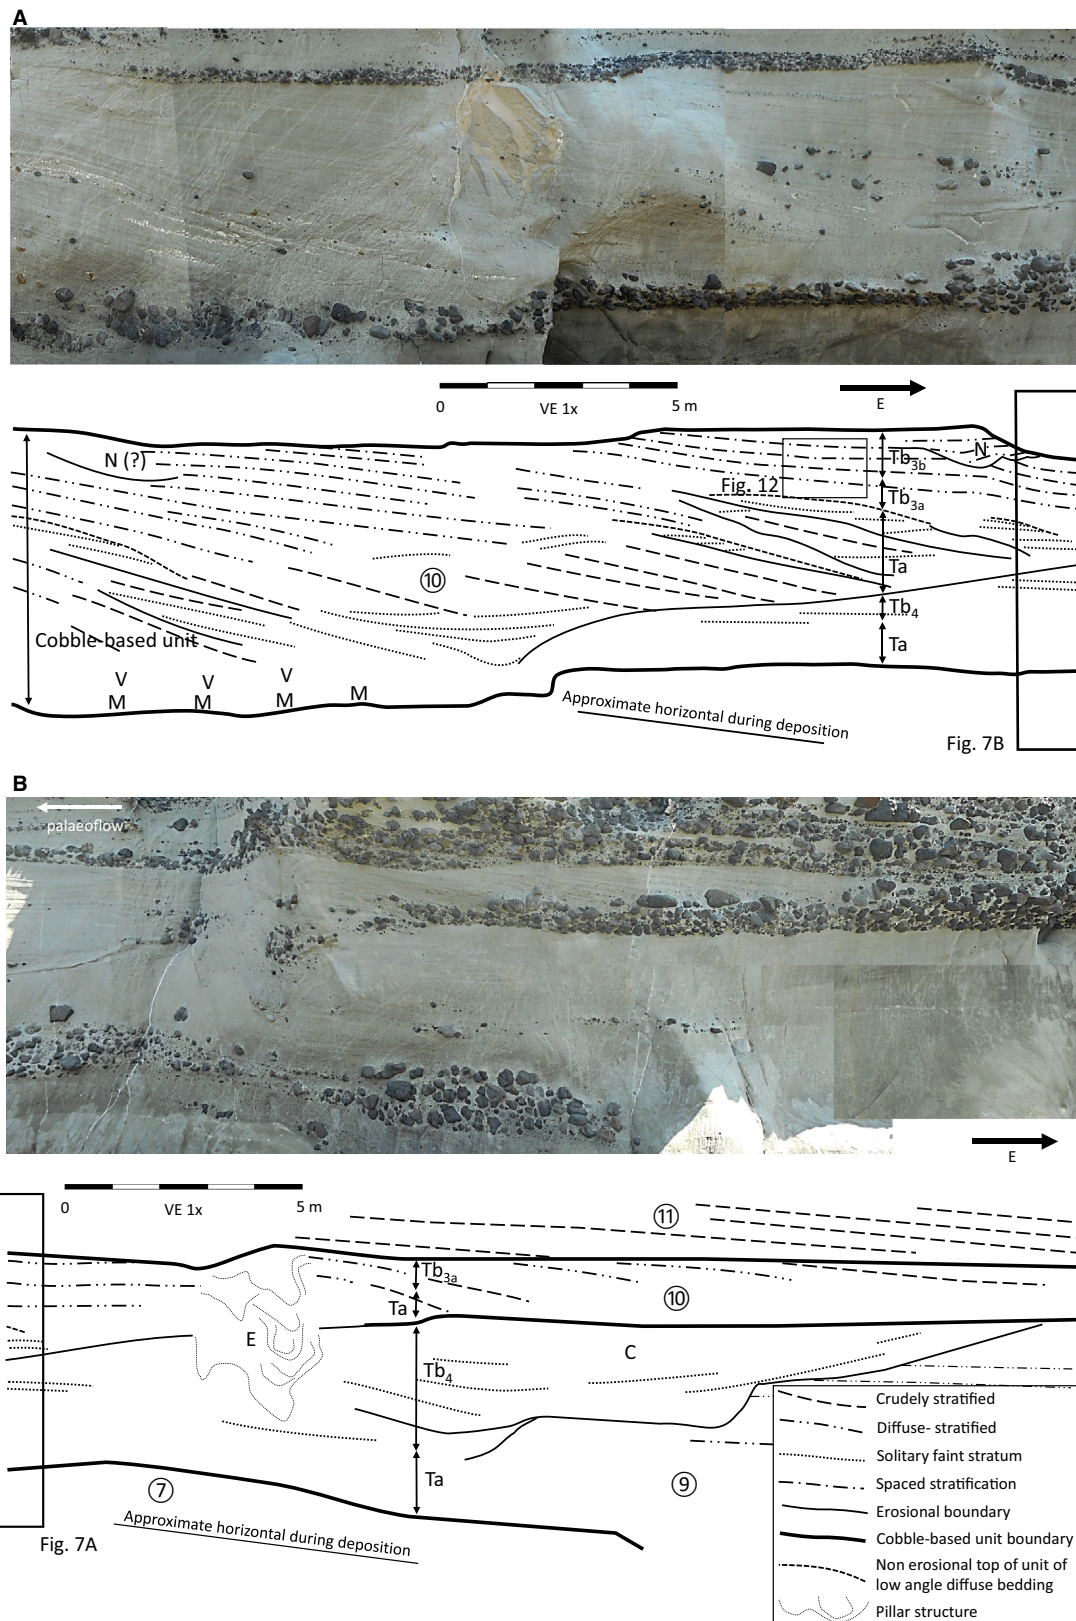 A
0 VE 1x 5 m
E
N (?)
N
Tb3b
Fig. 12
Tb3a
⑩
Ta
Tb4
Cobble-based unit
Ta
V V V
M M M M
Approximate horizontal during deposition
Fig. 7B
B
palaeoflow
E
0 VE 1x 5 m
⑪
Tb3a
Ta
⑩
E
C
Tb4
Ta
⑦
⑨
Approximate horizontal during deposition
Fig. 7A
Crudely stratified
Diffuse- stratified
Solitary faint stratum
Spaced stratification
Erosional boundary
Cobble-based unit boundary
Non erosional top of unit of
low angle diffuse bedding
Pillar structure